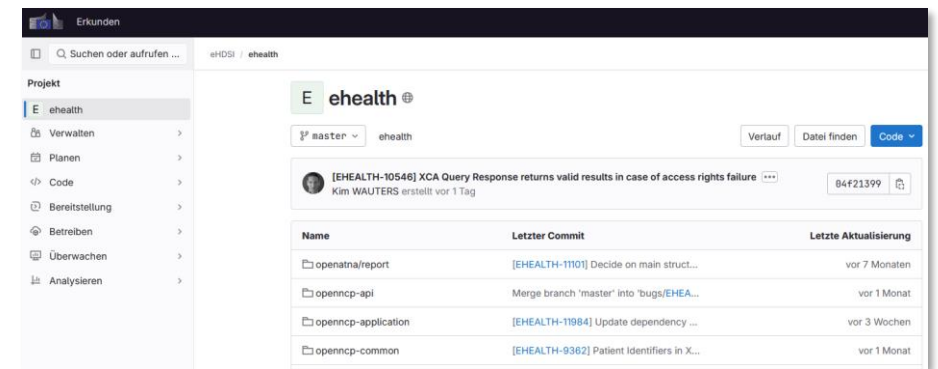 Erkunden
Suchen oder aufrufen ...
eHDSI / ehealth
Projekt
E ehealth
Verwalten
Planen
Code
Bereitstellung
Betreiben
Überwachen
Analysieren
E ehealth
master
ehealth
Verlauf
Datei finden
Code
[EHEALTH-10546] XCA Query Response returns valid results in case of access rights failure
Kim WAUTERS erstellt vor 1 Tag
04f21399
Name Letzter Commit Letzte Aktualisierung
openatna/report [EHEALTH-11101] Decide on main struct... vor 7 Monaten
openncp-api Merge branch 'master' into 'bugs/EHEA... vor 1 Monat
openncp-application [EHEALTH-11984] Update dependency ... vor 3 Wochen
openncp-common [EHEALTH-9362] Patient Identifiers in X... vor 1 Monat